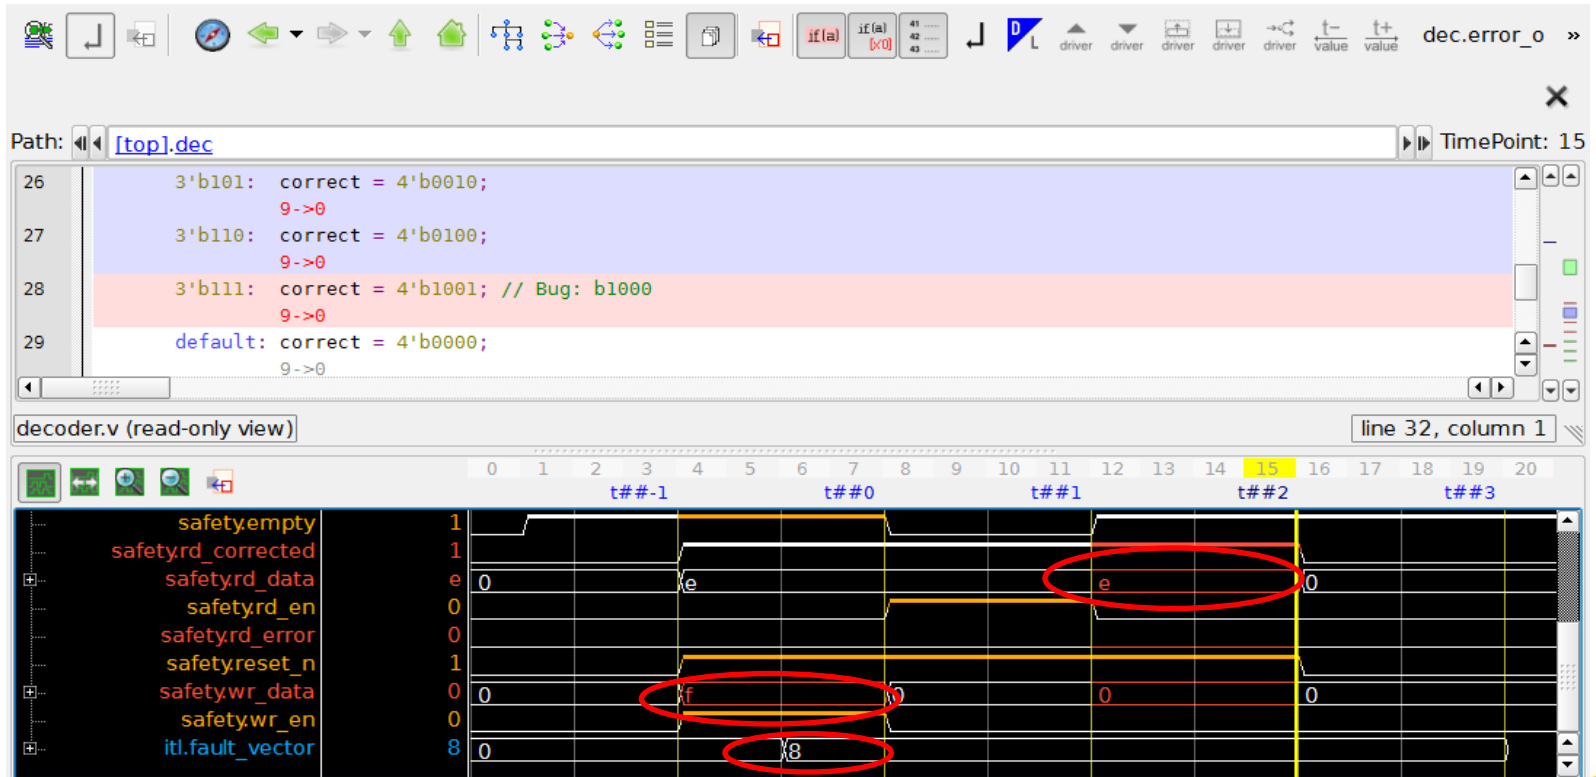 if(a) if(a) [x/0] 41 ..... 42 ..... 43 ..... D L driver driver driver driver driver t- value t+ value dec.error_o »
Path: [top].dec TimePoint: 15
26 3'b101: correct = 4'b0010;
9->0
27 3'b110: correct = 4'b0100;
9->0
28 3'b111: correct = 4'b1001; // Bug: b1000
9->0
29 default: correct = 4'b0000;
9->0
decoder.v (read-only view) line 32, column 1
0 1 2 3 4 5 6 7 8 9 10 11 12 13 14 15 16 17 18 19 20
t##-1 t##0 t##1 t##2 t##3
safety.empty 1
safety.rd_corrected 1
safety.rd_data e 0 e e 0
safety.rd_en 0
safety.rd_error 0
safety.reset_n 1
safety.wr_data 0 0 f 0 0 0
safety.wr_en 0
itl.fault_vector 8 0 8